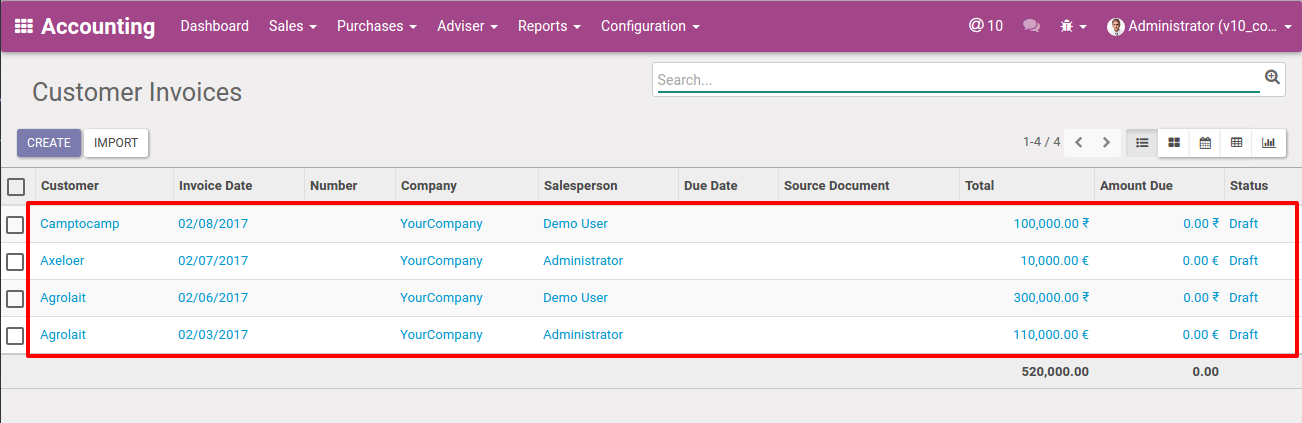 Accounting Dashboard Sales Purchases Adviser Reports Configuration @ 10 Administrator (v10_co...
Search...
Customer Invoices
CREATE IMPORT 1-4 / 4
Customer Invoice Date Number Company Salesperson Due Date Source Document Total Amount Due Status
Camptocamp 02/08/2017 YourCompany Demo User 100,000.00 ₹ 0.00 ₹ Draft
Axeloer 02/07/2017 YourCompany Administrator 10,000.00 € 0.00 € Draft
Agrolait 02/06/2017 YourCompany Demo User 300,000.00 ₹ 0.00 ₹ Draft
Agrolait 02/03/2017 YourCompany Administrator 110,000.00 € 0.00 € Draft
520,000.00 0.00